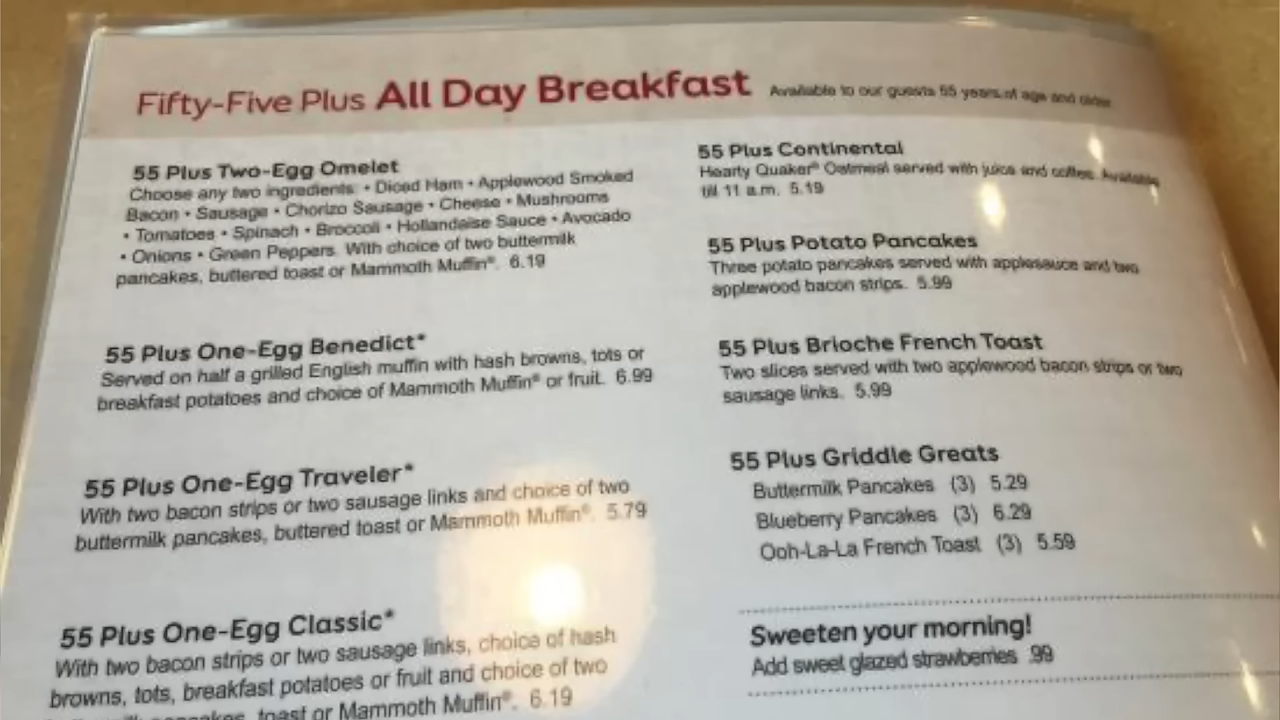 Fifty-Five Plus All Day Breakfast Available to our guests 55 years of age and older
55 Plus Two-Egg Omelet
Choose any two ingredients: • Diced Ham • Applewood Smoked
Bacon • Sausage • Chorizo Sausage • Cheese • Mushrooms
• Tomatoes • Spinach • Broccoli • Hollandaise Sauce • Avocado
• Onions • Green Peppers. With choice of two buttermilk
pancakes, buttered toast or Mammoth Muffin®. 6.19
55 Plus One-Egg Benedict*
Served on half a grilled English muffin with hash browns, tots or
breakfast potatoes and choice of Mammoth Muffin® or fruit. 6.99
55 Plus One-Egg Traveler*
With two bacon strips or two sausage links and choice of two
buttermilk pancakes, buttered toast or Mammoth Muffin®. 5.79
55 Plus One-Egg Classic*
With two bacon strips or two sausage links, choice of hash
browns, tots, breakfast potatoes or fruit and choice of two
buttermilk pancakes, toast or Mammoth Muffin®. 6.19
55 Plus Continental
Hearty Quaker® Oatmeal served with juice and coffee. Available
till 11 a.m. 5.19
55 Plus Potato Pancakes
Three potato pancakes served with applesauce and two
applewood bacon strips. 5.99
55 Plus Brioche French Toast
Two slices served with two applewood bacon strips or two
sausage links. 5.99
55 Plus Griddle Greats
Buttermilk Pancakes (3) 5.29
Blueberry Pancakes (3) 6.29
Ooh-La-La French Toast (3) 5.59
Sweeten your morning!
Add sweet glazed strawberries .99